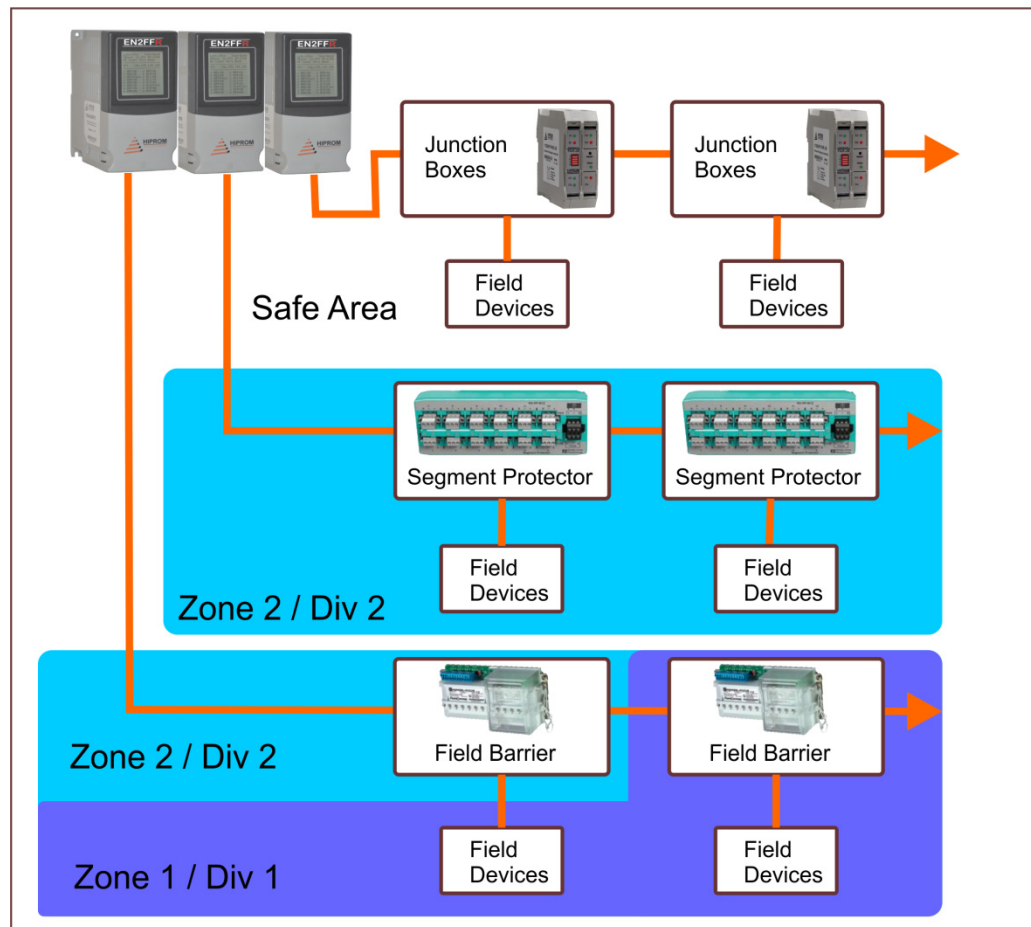 EN2FFR
EN2FFR
EN2FFR
HIPROM
HIPROM
HIPROM
Junction
Boxes
Junction
Boxes
Field
Devices
Field
Devices
Safe Area
Segment Protector
Segment Protector
Field
Devices
Field
Devices
Zone 2 / Div 2
Field Barrier
Field Barrier
Zone 2 / Div 2
Field
Devices
Field
Devices
Zone 1 / Div 1